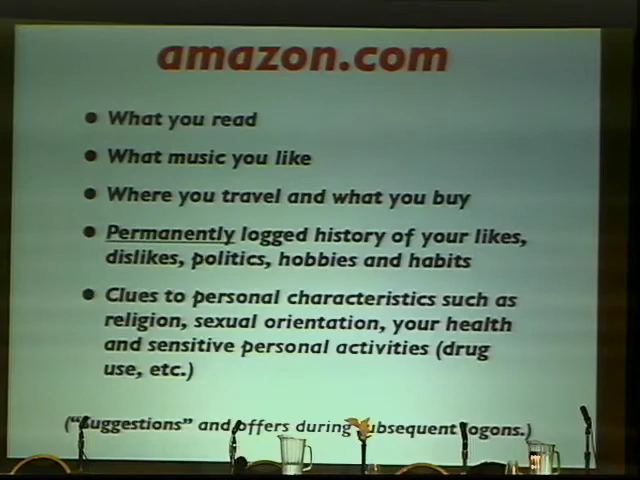 amazon.com
• What you read
• What music you like
• Where you travel and what you buy
• Permanently logged history of your likes,
dislikes, politics, hobbies and habits
• Clues to personal characteristics such as
religion, sexual orientation, your health
and sensitive personal activities (drug
use, etc.)
("Suggestions" and offers during subsequent logons.)